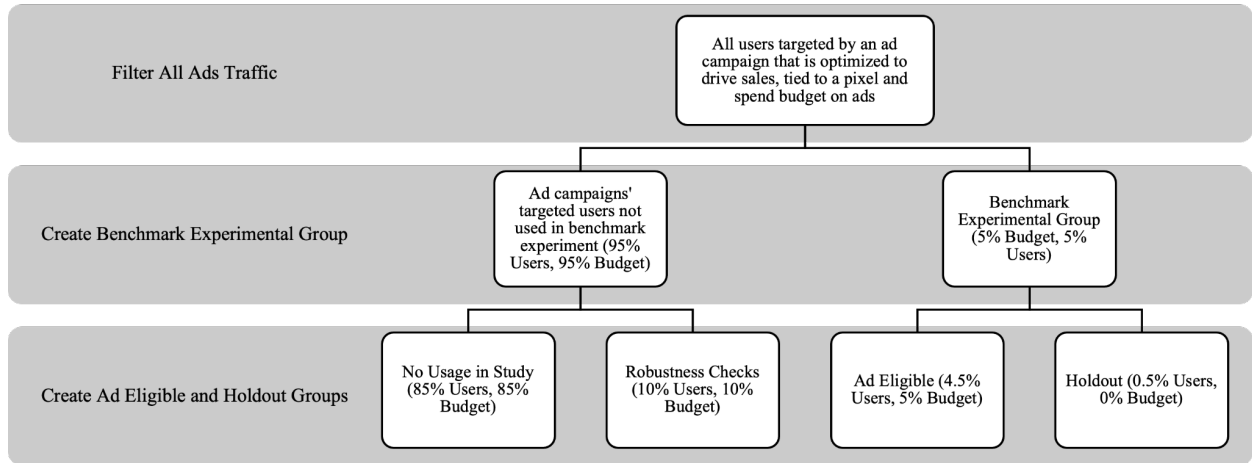 Filter All Ads Traffic
All users targeted by an ad
campaign that is optimized to
drive sales, tied to a pixel and
spend budget on ads
Create Benchmark Experimental Group
Ad campaigns'
targeted users not
used in benchmark
experiment (95%
Users, 95% Budget)
Benchmark
Experimental Group
(5% Budget, 5%
Users)
Create Ad Eligible and Holdout Groups
No Usage in Study
(85% Users, 85%
Budget)
Robustness Checks
(10% Users, 10%
Budget)
Ad Eligible (4.5%
Users, 5% Budget)
Holdout (0.5% Users,
0% Budget)